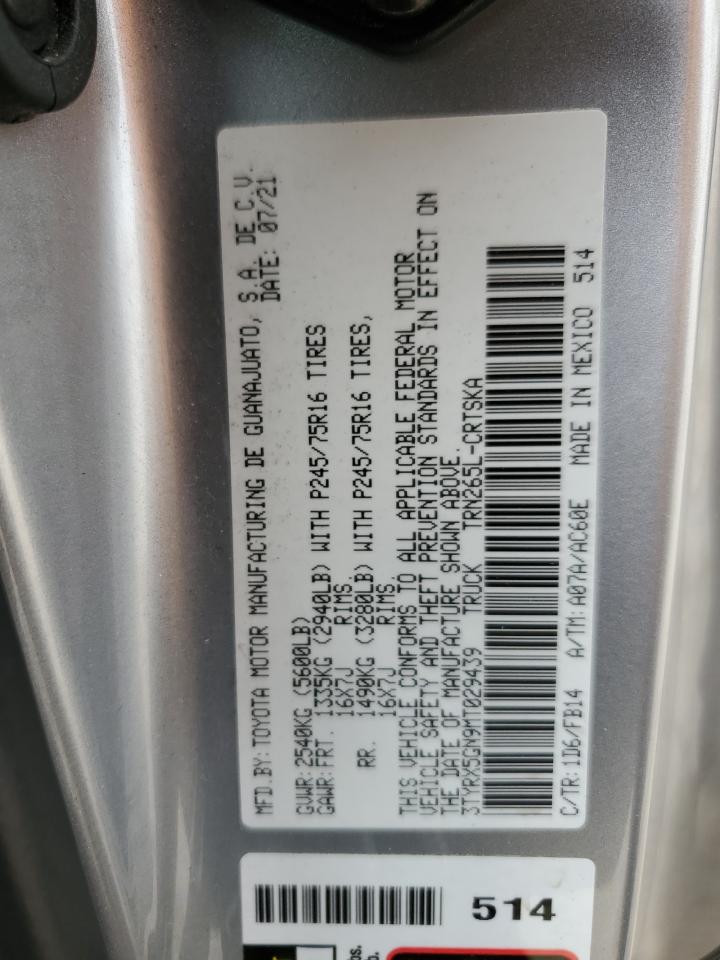 MFD.BY:TOYOTA MOTOR MANUFACTURING DE GUANAJUATO, S.A. DE C.V.
DATE: 07/21
GVWR:2540KG (5600LB)
GAWR:FRT. 1335KG (2940LB) WITH P245/75R16 TIRES
16X7J RIMS
RR. 1490KG (3280LB) WITH P245/75R16 TIRES,
16X7J RIMS
THIS VEHICLE CONFORMS TO ALL APPLICABLE FEDERAL MOTOR
VEHICLE SAFETY AND THEFT PREVENTION STANDARDS IN EFFECT ON
THE DATE OF MANUFACTURE SHOWN ABOVE.
3TYRX5GN9MT029439 TRUCK TRN265L-CRTSKA
C/TR:1D6/FB14 A/TM:A07A/AC60E MADE IN MEXICO 514
514